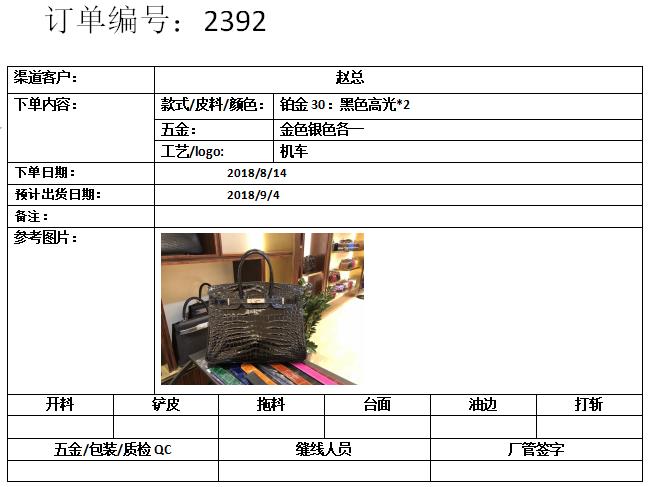 订单编号：2392
渠道客户： 赵总
下单内容： 款式/皮料/颜色： 铂金 30：黑色高光*2
五金： 金色银色各一
工艺/logo: 机车
下单日期： 2018/8/14
预计出货日期： 2018/9/4
备注：
参考图片：
开料 铲皮 拖料 台面 油边 打斩
五金/包装/质检 QC 缝线人员 厂管签字